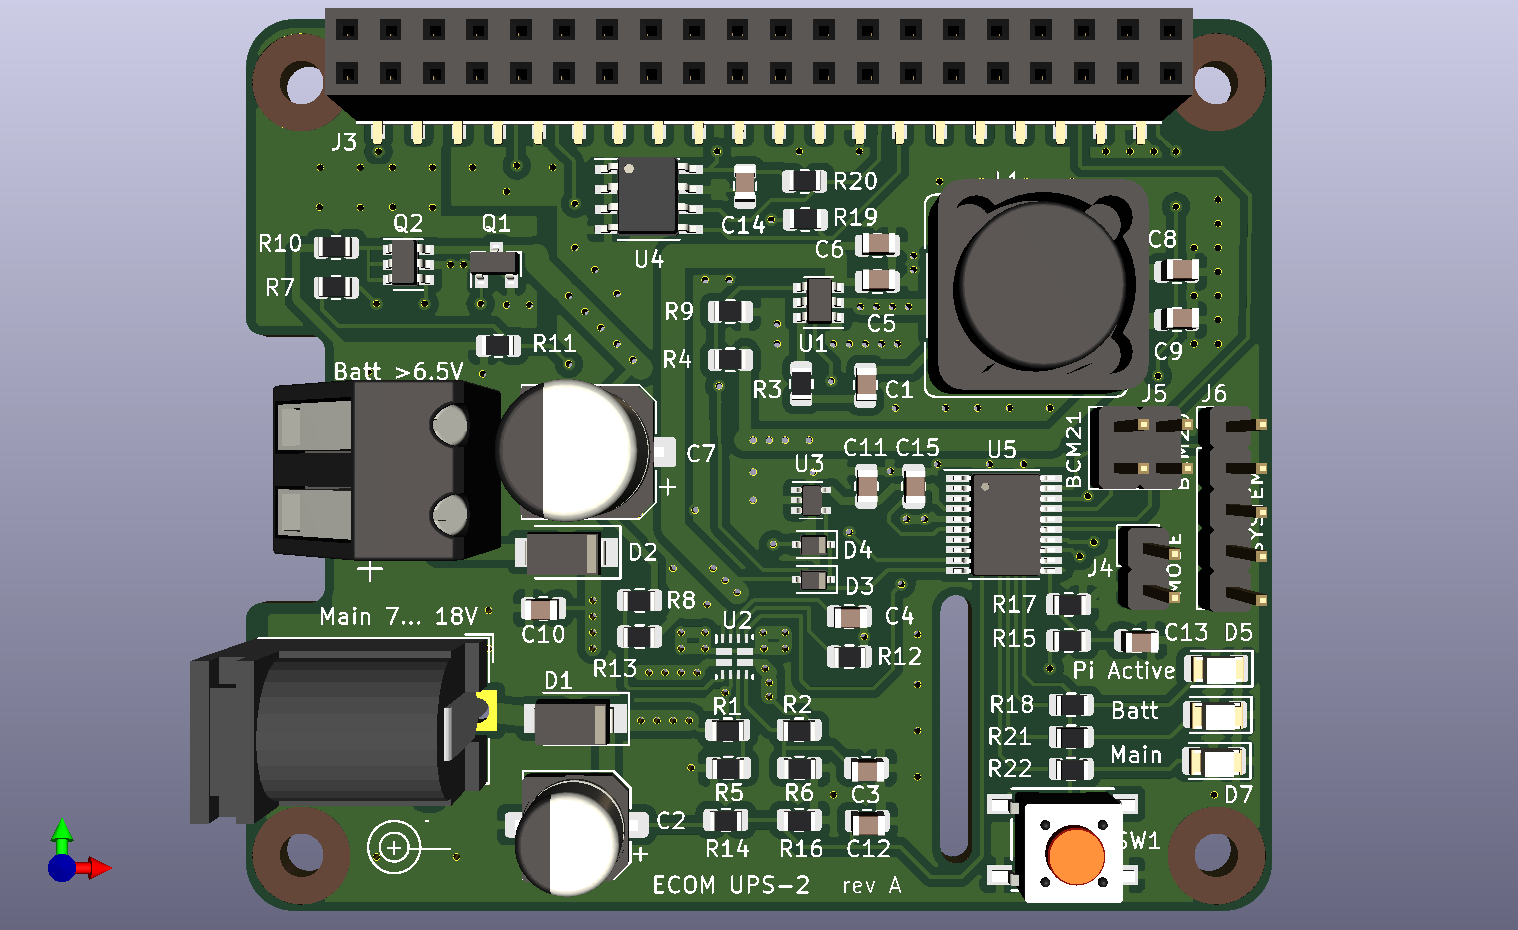 J3
L1
R20
C14
R19
Q2
Q1
R10
U4
C6
C8
R7
R9
C5
U1
R11
R4
C9
Batt >6.5V
R3
C1
J5
J6
BCM21
C7
+
U3
C11
C15
U5
D2
D4
SYSTEM
+
D3
J4
MODE
Main 7... 18V
C10
R8
U2
C4
R17
R15
C13
D5
R13
R12
Pi Active
D1
R1
R2
R18
Batt
R21
Main
R22
R5
R6
C3
D7
C2
+
R14
R16
C12
SW1
+
-
ECOM UPS-2 rev A